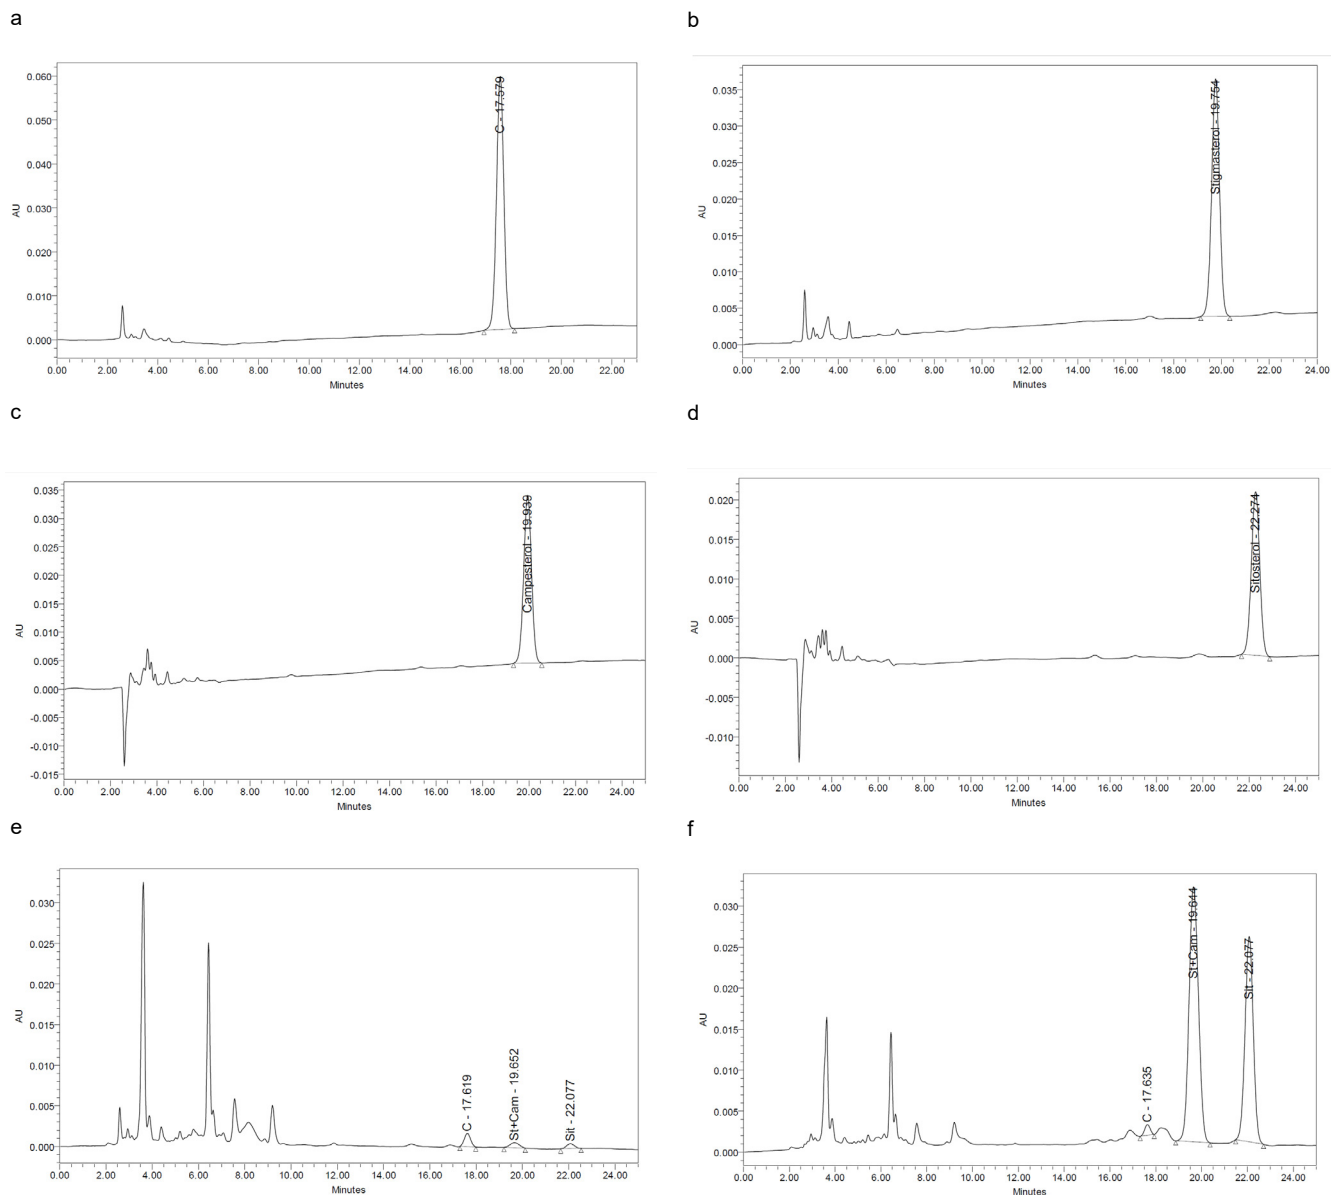 a
b
0.060
0.050
0.040
0.030
0.020
0.010
0.000
AU
C - 17.579
0.00 2.00 4.00 6.00 8.00 10.00 12.00 14.00 16.00 18.00 20.00 22.00
Minutes
0.035
0.030
0.025
0.020
0.015
0.010
0.005
0.000
AU
Stigmasterol - 19.754
0.00 2.00 4.00 6.00 8.00 10.00 12.00 14.00 16.00 18.00 20.00 22.00 24.00
Minutes
c
d
0.035
0.030
0.025
0.020
0.015
0.010
0.005
0.000
-0.005
-0.010
-0.015
AU
Campesterol - 19.939
0.00 2.00 4.00 6.00 8.00 10.00 12.00 14.00 16.00 18.00 20.00 22.00 24.00
Minutes
0.020
0.015
0.010
0.005
0.000
-0.005
-0.010
AU
Sitosterol - 22.274
0.00 2.00 4.00 6.00 8.00 10.00 12.00 14.00 16.00 18.00 20.00 22.00 24.00
Minutes
e
f
0.030
0.025
0.020
0.015
0.010
0.005
0.000
AU
C - 17.619
St+Cam - 19.652
Sit - 22.077
0.00 2.00 4.00 6.00 8.00 10.00 12.00 14.00 16.00 18.00 20.00 22.00 24.00
Minutes
0.030
0.025
0.020
0.015
0.010
0.005
0.000
AU
C - 17.635
St+Cam - 19.644
Sit - 22.077
0.00 2.00 4.00 6.00 8.00 10.00 12.00 14.00 16.00 18.00 20.00 22.00 24.00
Minutes